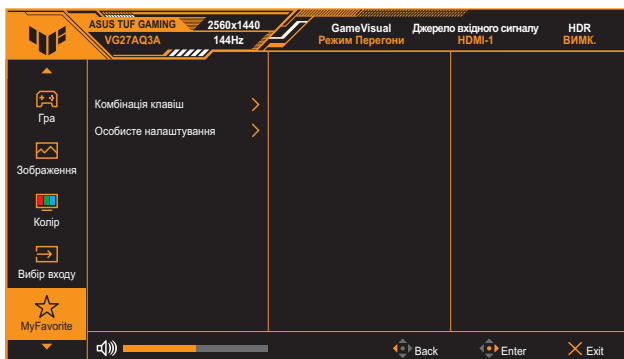 ASUS TUF GAMING 2560x1440
VG27AQ3A 144Hz
GameVisual
Режим Перегони
Джерело вхідного сигналу
HDMI-1
HDR
ВИМК.
Гра
Зображення
Колір
Вибір входу
MyFavorite
Комбінація клавіш
Особисте налаштування
Back
Enter
Exit